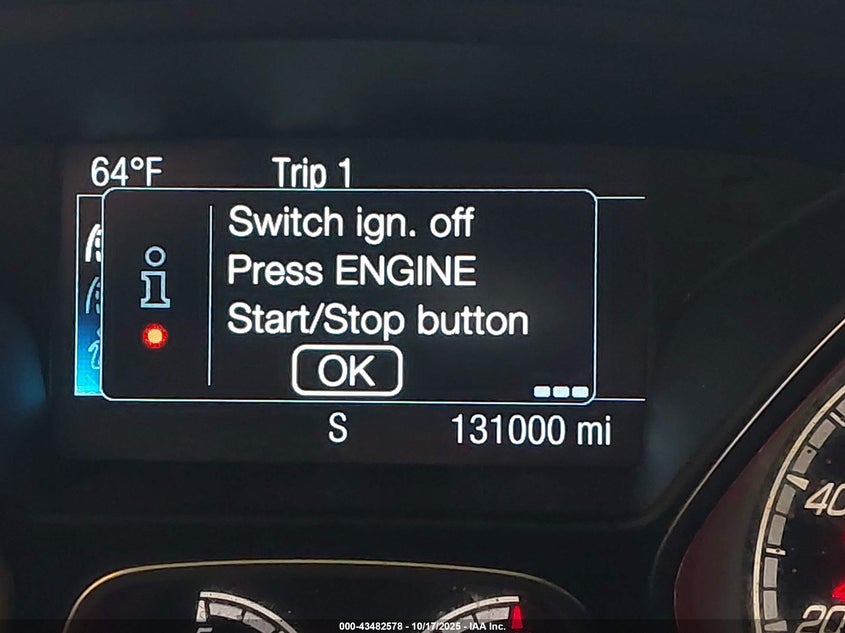 64°F Trip 1
Switch ign. off
Press ENGINE
Start/Stop button
OK
S 131000 mi
40
20
000-43482578 - 10/17/2025 - IAA Inc.